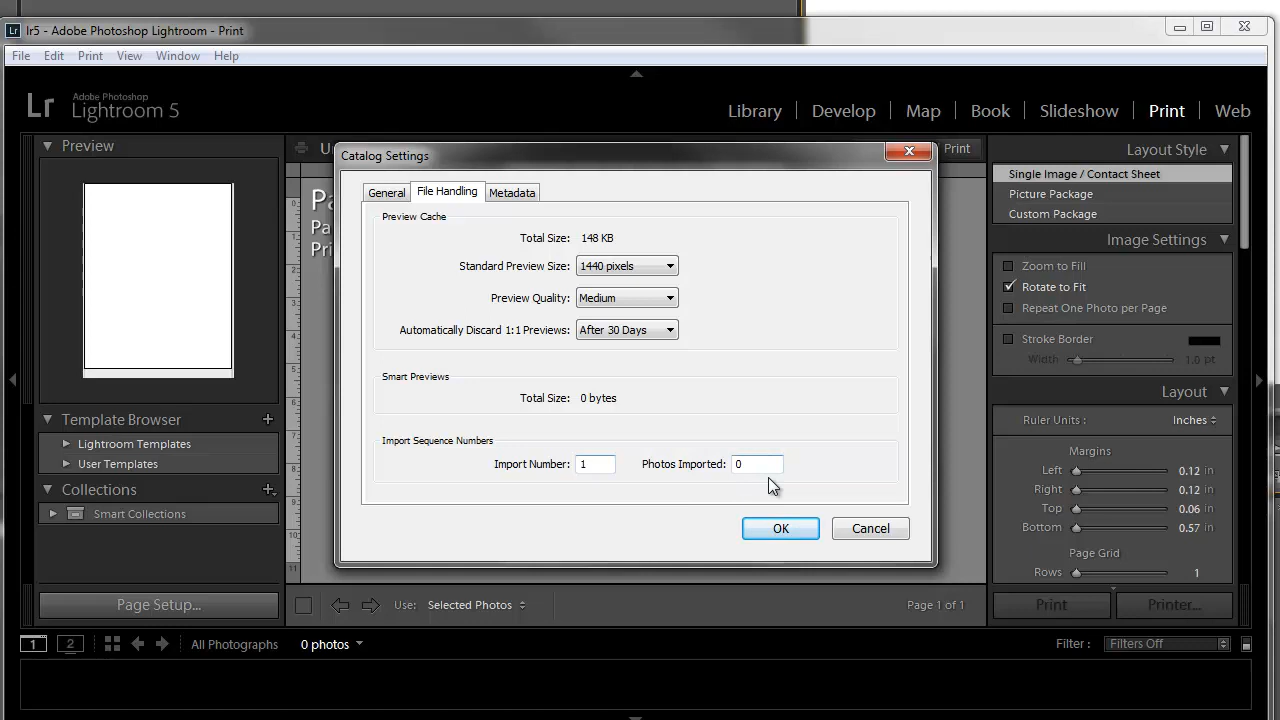 lr5 - Adobe Photoshop Lightroom - Print
File Edit Print View Window Help
Lr Adobe Photoshop Lightroom 5
Library | Develop | Map | Book | Slideshow | Print | Web
Preview
Template Browser +
Lightroom Templates
User Templates
Collections +
Smart Collections
Page Setup...
Print
Catalog Settings
General File Handling Metadata
Preview Cache
Total Size: 148 KB
Standard Preview Size: 1440 pixels
Preview Quality: Medium
Automatically Discard 1:1 Previews: After 30 Days
Smart Previews
Total Size: 0 bytes
Import Sequence Numbers
Import Number: 1 Photos Imported: 0
OK Cancel
Use: Selected Photos Page 1 of 1
Layout Style
Single Image / Contact Sheet
Picture Package
Custom Package
Image Settings
Zoom to Fill
Rotate to Fit
Repeat One Photo per Page
Stroke Border
Width 1.0 pt
Layout
Ruler Units: Inches
Margins
Left 0.12 in
Right 0.12 in
Top 0.06 in
Bottom 0.57 in
Page Grid
Rows 1
Print Printer...
1 2 All Photographs 0 photos Filter: Filters Off